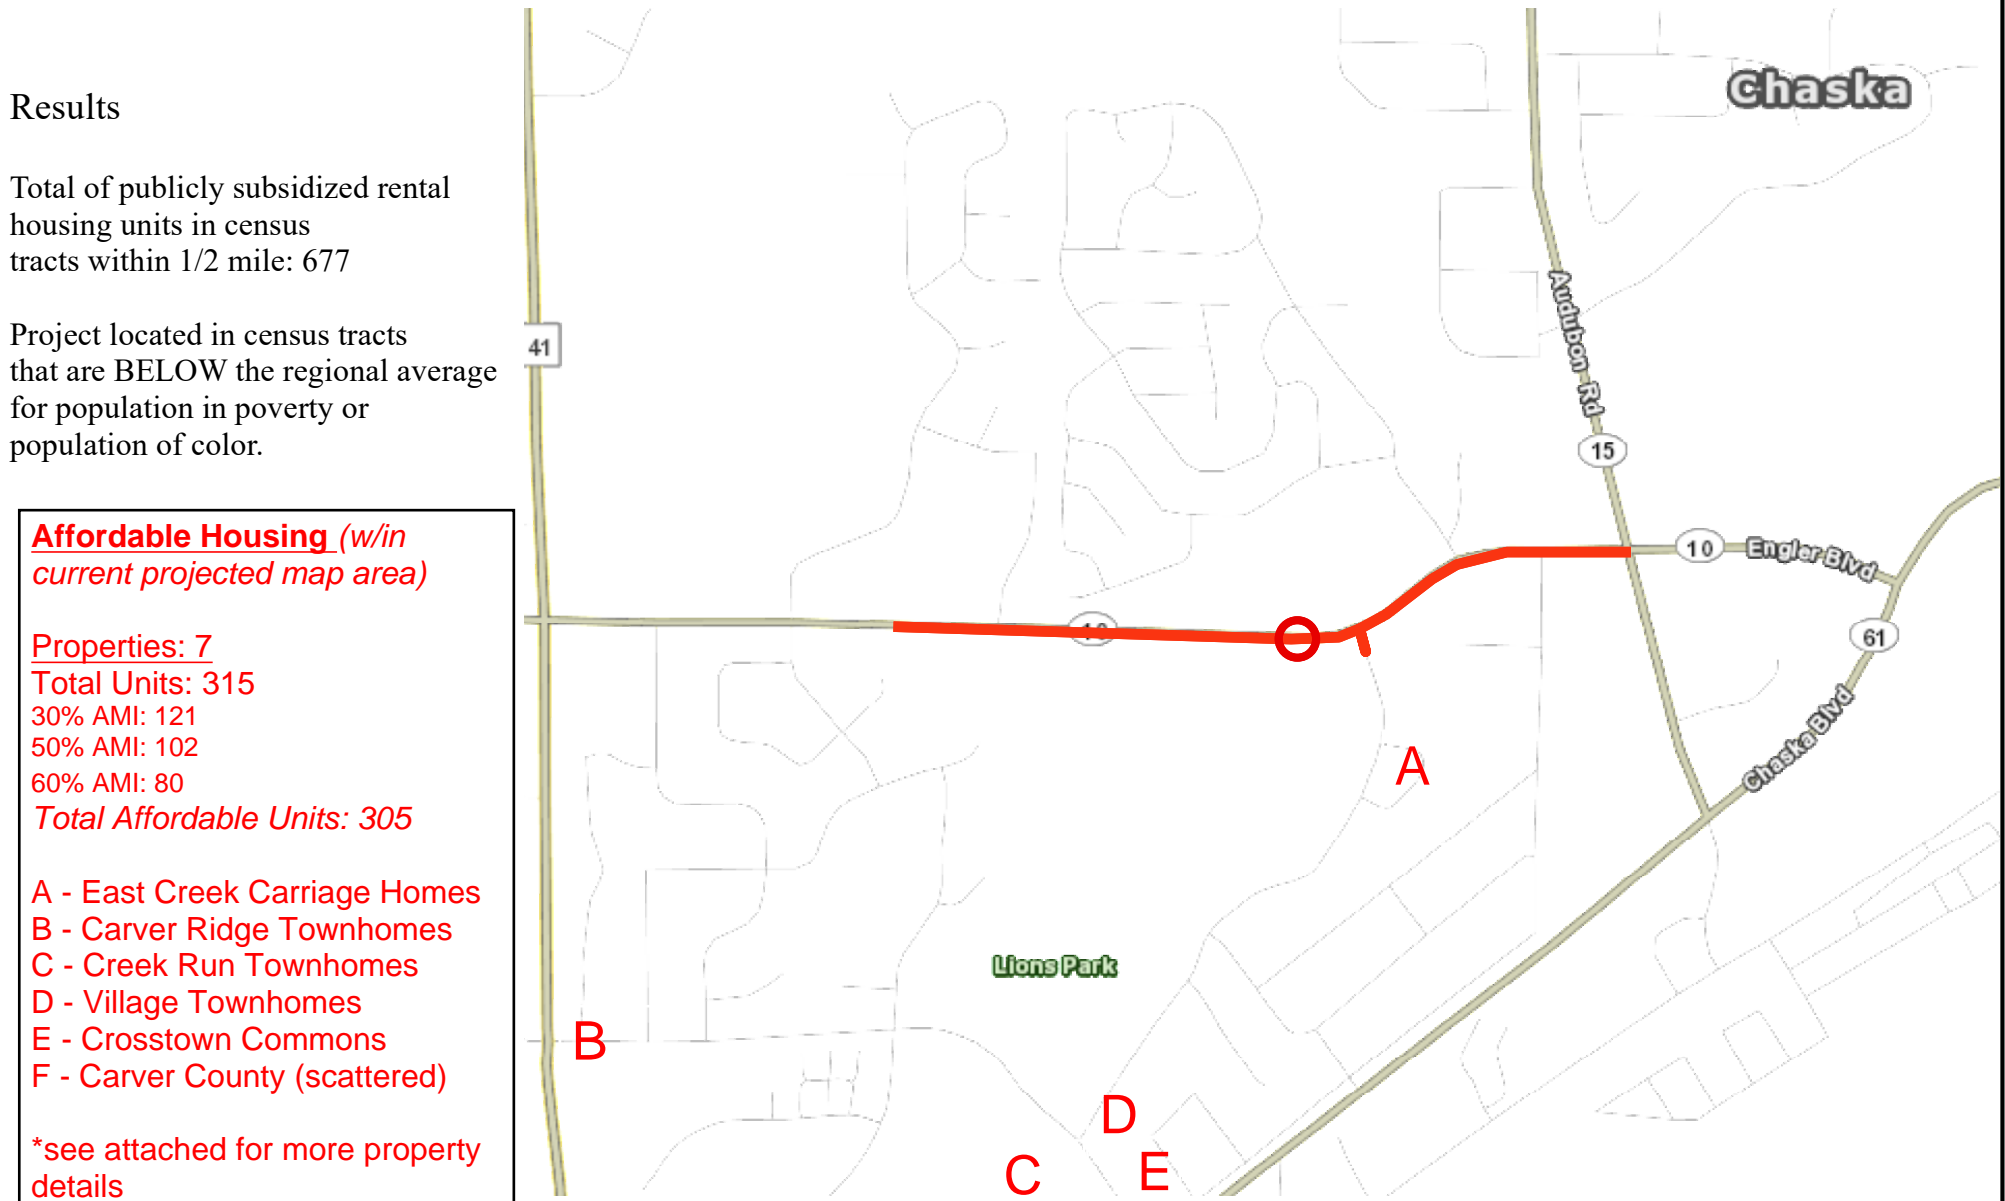 Results
Total of publicly subsidized rental
housing units in census
tracts within 1/2 mile: 677
Project located in census tracts
that are BELOW the regional average
for population in poverty or
population of color.
Affordable Housing (w/in
current projected map area)
Properties: 7
Total Units: 315
30% AMI: 121
50% AMI: 102
60% AMI: 80
Total Affordable Units: 305
A - East Creek Carriage Homes
B - Carver Ridge Townhomes
C - Creek Run Townhomes
D - Village Townhomes
E - Crosstown Commons
F - Carver County (scattered)
*see attached for more property
details
Chaska
41
Audubon Rd
15
10
Engler Blvd
10
61
Chaska Blvd
A
Lions Park
B
D
C
E